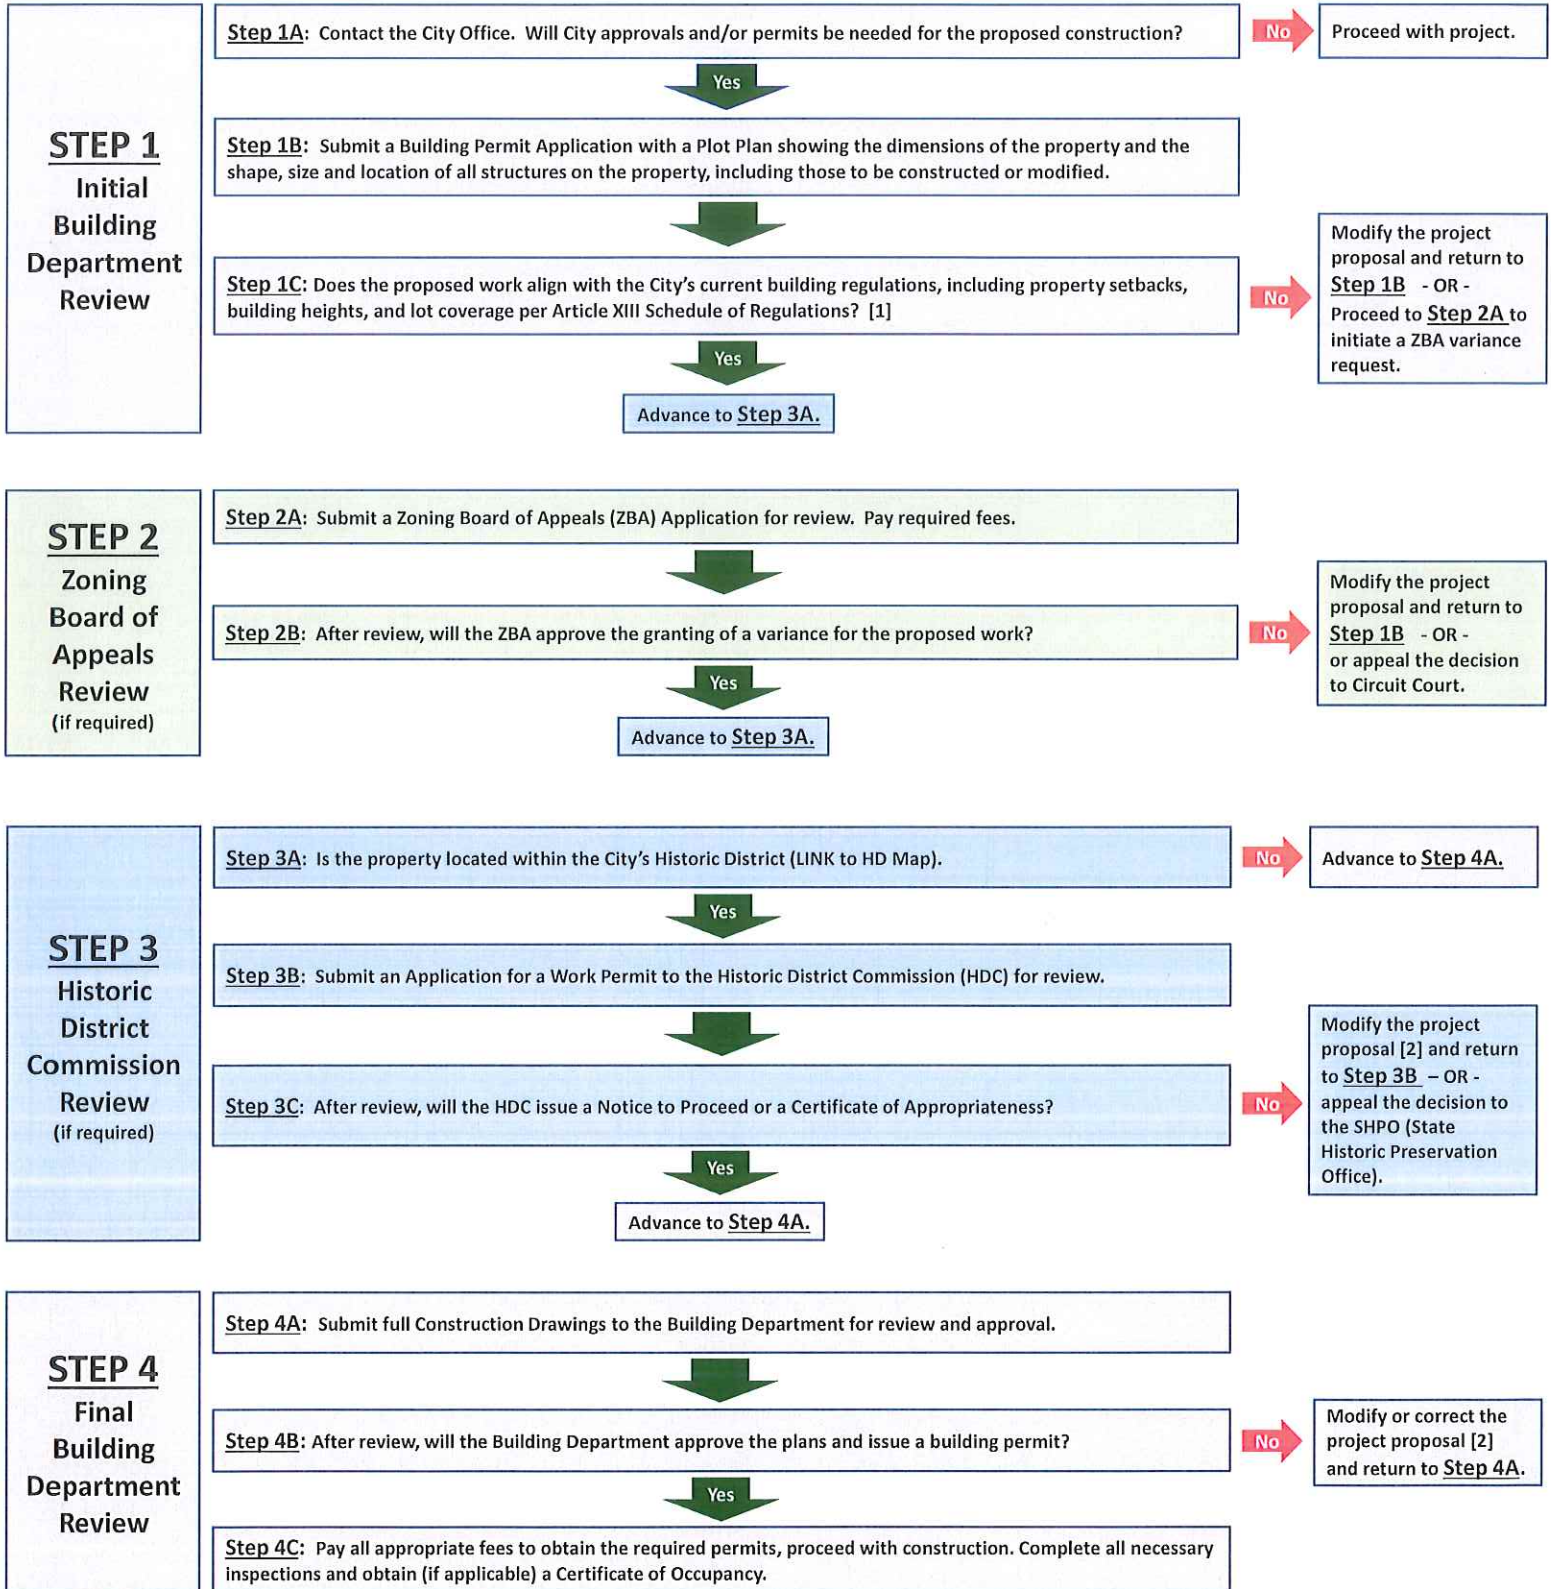 STEP 1
Initial
Building
Department
Review
Step 1A: Contact the City Office. Will City approvals and/or permits be needed for the proposed construction?
No
Proceed with project.
Yes
Step 1B: Submit a Building Permit Application with a Plot Plan showing the dimensions of the property and the
shape, size and location of all structures on the property, including those to be constructed or modified.
Step 1C: Does the proposed work align with the City's current building regulations, including property setbacks,
building heights, and lot coverage per Article XIII Schedule of Regulations? [1]
No
Modify the project
proposal and return to
Step 1B - OR -
Proceed to Step 2A to
initiate a ZBA variance
request.
Yes
Advance to Step 3A.
STEP 2
Zoning
Board of
Appeals
Review
(if required)
Step 2A: Submit a Zoning Board of Appeals (ZBA) Application for review. Pay required fees.
Step 2B: After review, will the ZBA approve the granting of a variance for the proposed work?
No
Modify the project
proposal and return to
Step 1B - OR -
or appeal the decision
to Circuit Court.
Yes
Advance to Step 3A.
STEP 3
Historic
District
Commission
Review
(if required)
Step 3A: Is the property located within the City's Historic District (LINK to HD Map).
No
Advance to Step 4A.
Yes
Step 3B: Submit an Application for a Work Permit to the Historic District Commission (HDC) for review.
Step 3C: After review, will the HDC issue a Notice to Proceed or a Certificate of Appropriateness?
No
Modify the project
proposal [2] and return
to Step 3B – OR -
appeal the decision to
the SHPO (State
Historic Preservation
Office).
Yes
Advance to Step 4A.
STEP 4
Final
Building
Department
Review
Step 4A: Submit full Construction Drawings to the Building Department for review and approval.
Step 4B: After review, will the Building Department approve the plans and issue a building permit?
No
Modify or correct the
project proposal [2]
and return to Step 4A.
Yes
Step 4C: Pay all appropriate fees to obtain the required permits, proceed with construction. Complete all necessary
inspections and obtain (if applicable) a Certificate of Occupancy.